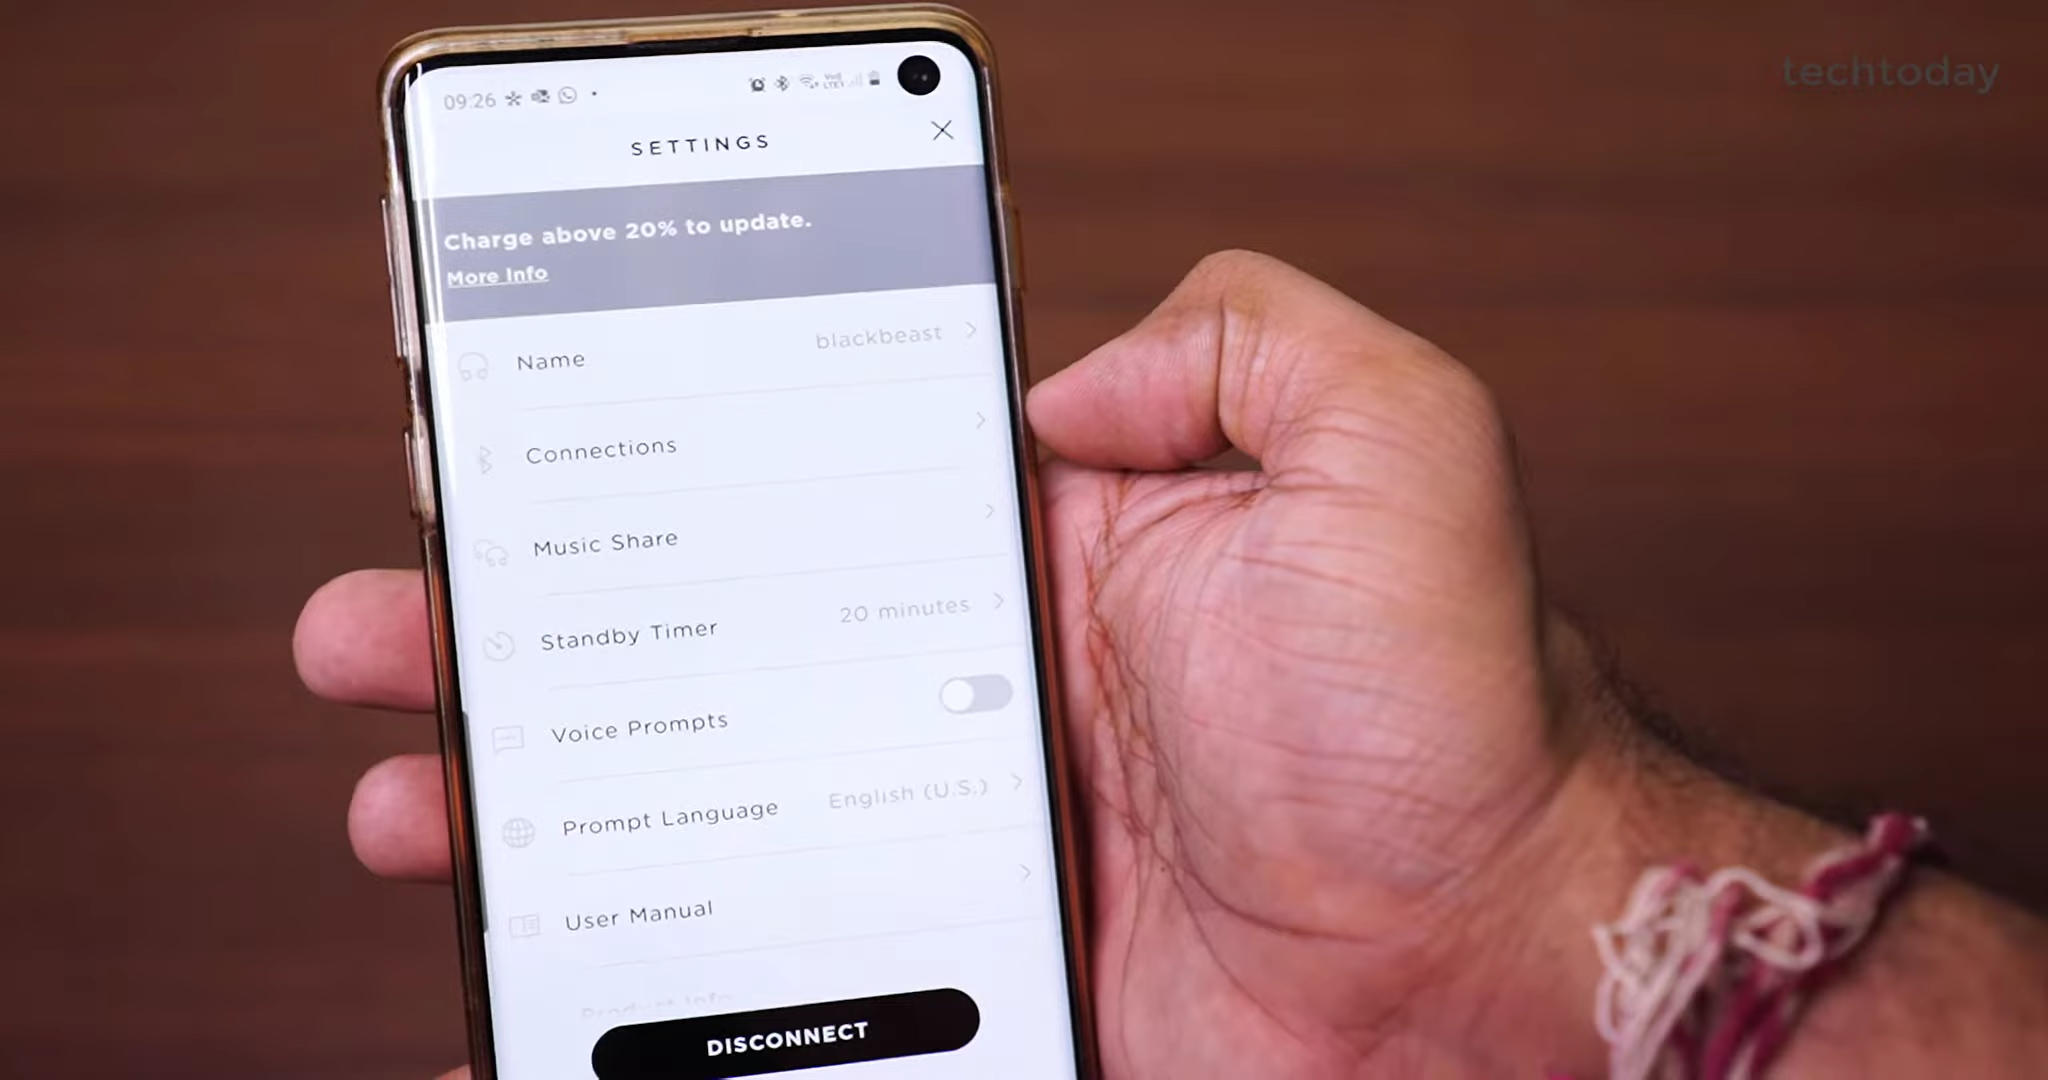 techtoday
09:26
SETTINGS
Charge above 20% to update.
More Info
Name blackbeast
Connections
Music Share
Standby Timer 20 minutes
Voice Prompts
Prompt Language English (U.S.)
User Manual
Product Info
DISCONNECT